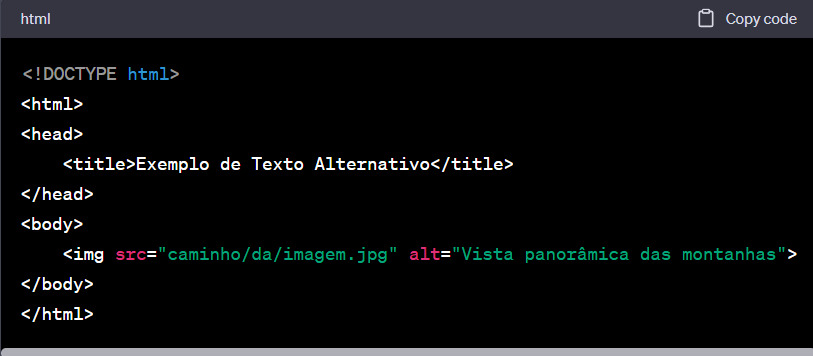 html
Copy code
<!DOCTYPE html>
<html>
<head>
    <title>Exemplo de Texto Alternativo</title>
</head>
<body>
    <img src="caminho/da/imagem.jpg" alt="Vista panorâmica das montanhas">
</body>
</html>